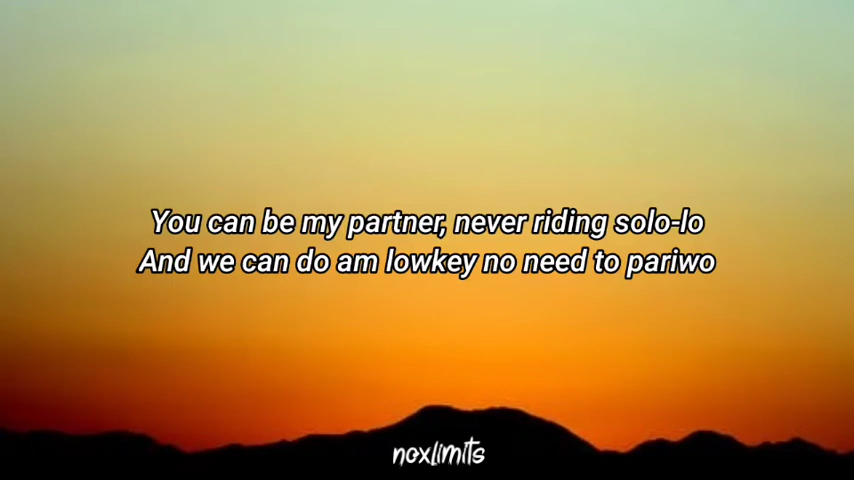 You can be my partner, never riding solo-lo
And we can do am lowkey no need to pariwo
noxlimits